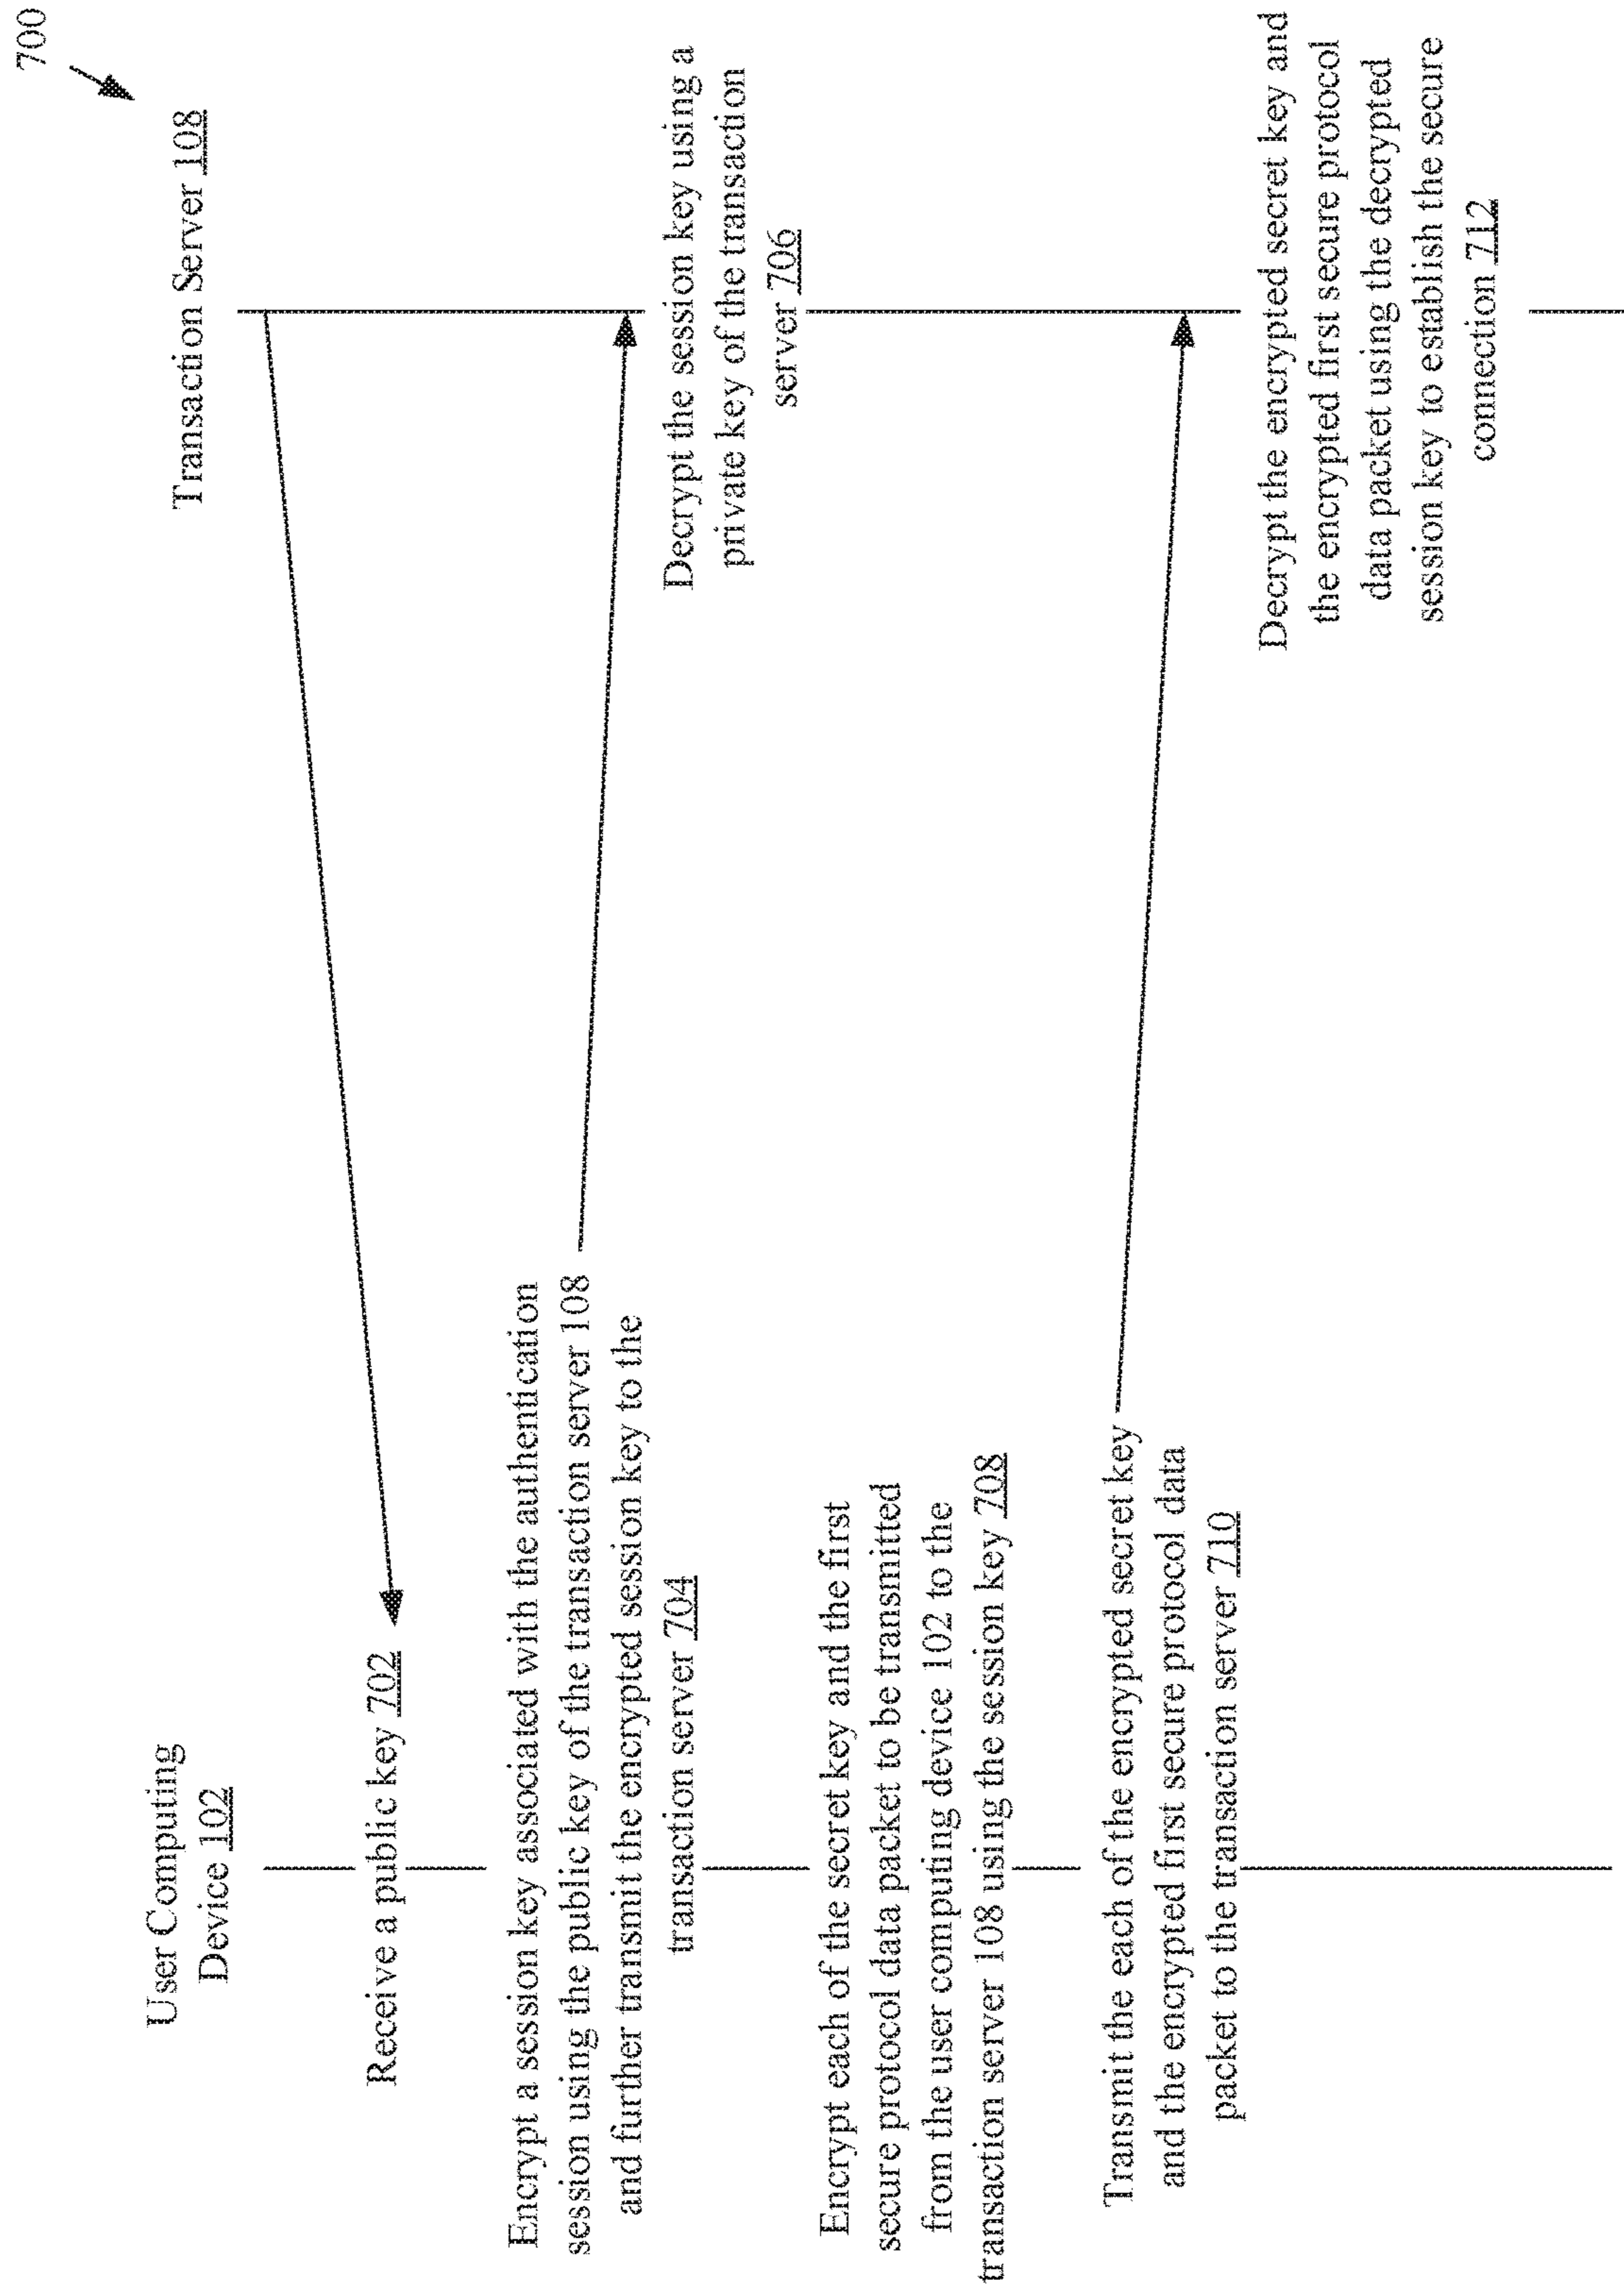 700
User Computing
Device 102
Transaction Server 108
Receive a public key 702
Encrypt a session key associated with the authentication
session using the public key of the transaction server 108
and further transmit the encrypted session key to the
transaction server 704
Decrypt the session key using a
private key of the transaction
server 706
Encrypt each of the secret key and the first
secure protocol data packet to be transmitted
from the user computing device 102 to the
transaction server 108 using the session key 708
Transmit the each of the encrypted secret key
and the encrypted first secure protocol data
packet to the transaction server 710
Decrypt the encrypted secret key and
the encrypted first secure protocol
data packet using the decrypted
session key to establish the secure
connection 712